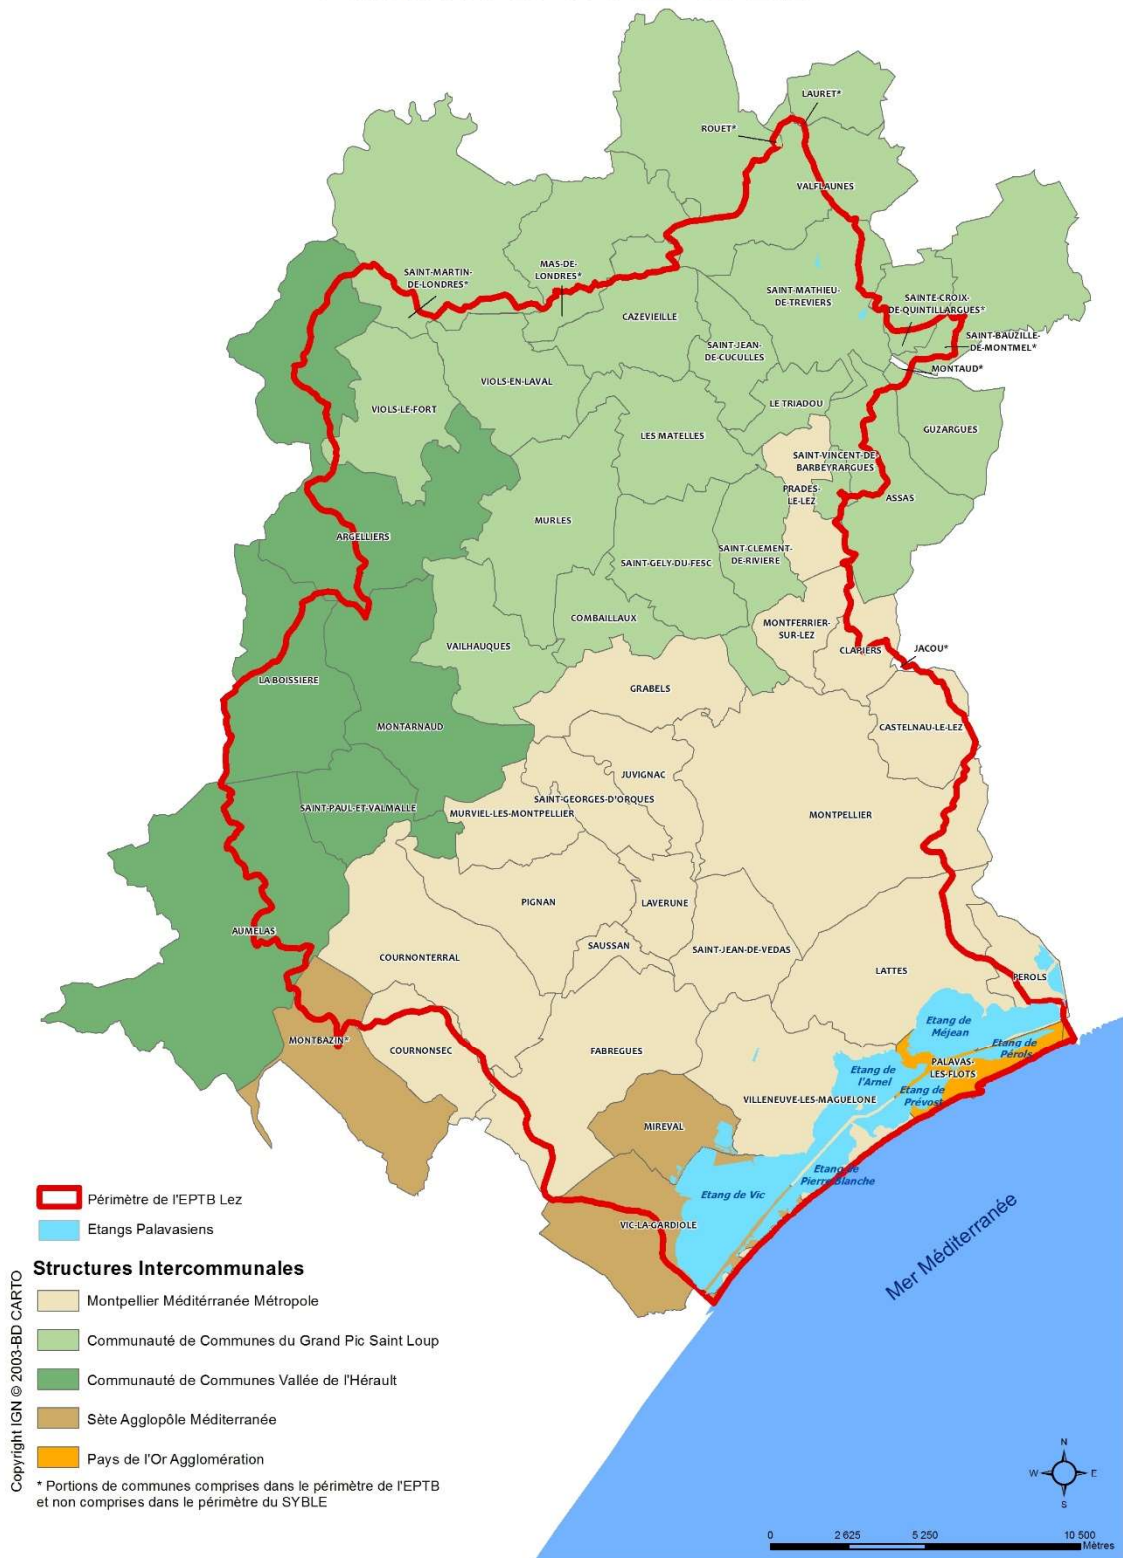 LAURET*
ROUET*
VALFLAUNES
SAINT-MARTIN-
DE-LONDRES*
MAS-DE-
LONDRES*
SAINT-MATHIEU-
DE-TREVIERS
SAINTE-CROIX-
DE-QUINTILLARGUES*
CAZEVIEILLE
SAINT-BAUZILLE-
DE-MONTMEL*
SAINT-JEAN-
DE-CUCULLES
MONTAUD*
VIOLS-EN-LAVAL
VIOLS-LE-FORT
LE TRIADOU
GUZARGUES
LES MATELLES
SAINT-VINCENT-DE-
BARBEYRARGUES
PRADES-
LE-LEZ
ASSAS
MURLES
ARGELLIERS
SAINT-GELY-DU-FESC
SAINT-CLEMENT-
DE-RIVIERE
COMBAILLAUX
MONTFERRIER-
SUR-LEZ
VAILHAUQUES
CLAPIERS
JACOU*
LA BOISSIERE
GRABELS
MONTARNAUD
CASTELNAU-LE-LEZ
JUVIGNAC
SAINT-GEORGES-D'ORQUES
SAINT-PAUL-ET-VALMALLE
MURVIEL-LES-MONTPELLIER
MONTPELLIER
PIGNAN
LAVERUNE
AUMELAS
SAUSSAN
SAINT-JEAN-DE-VEDAS
COURNONTERRAL
LATTES
PEROLS
Etang de
Méjean
MONTBAZIN*
COURNONSEC
FABREGUES
Etang de
Pérols
PALAVAS-
LES-FLOTS
Etang de
l'Arnel
Etang de
Prévost
VILLENEUVE-LES-MAGUELONE
MIREVAL
Etang de
Pierre Blanche
Etang de Vic
VIC-LA-GARDIOLE
Mer Méditerranée
Périmètre de l'EPTB Lez
Etangs Palavasiens
Structures Intercommunales
Montpellier Méditérranée Métropole
Communauté de Communes du Grand Pic Saint Loup
Communauté de Communes Vallée de l'Hérault
Sète Agglopôle Méditerranée
Pays de l'Or Agglomération
* Portions de communes comprises dans le périmètre de l'EPTB
et non comprises dans le périmètre du SYBLE
Copyright IGN © 2003-BD CARTO
N
W E
S
0 2 625 5 250 10 500
Mètres